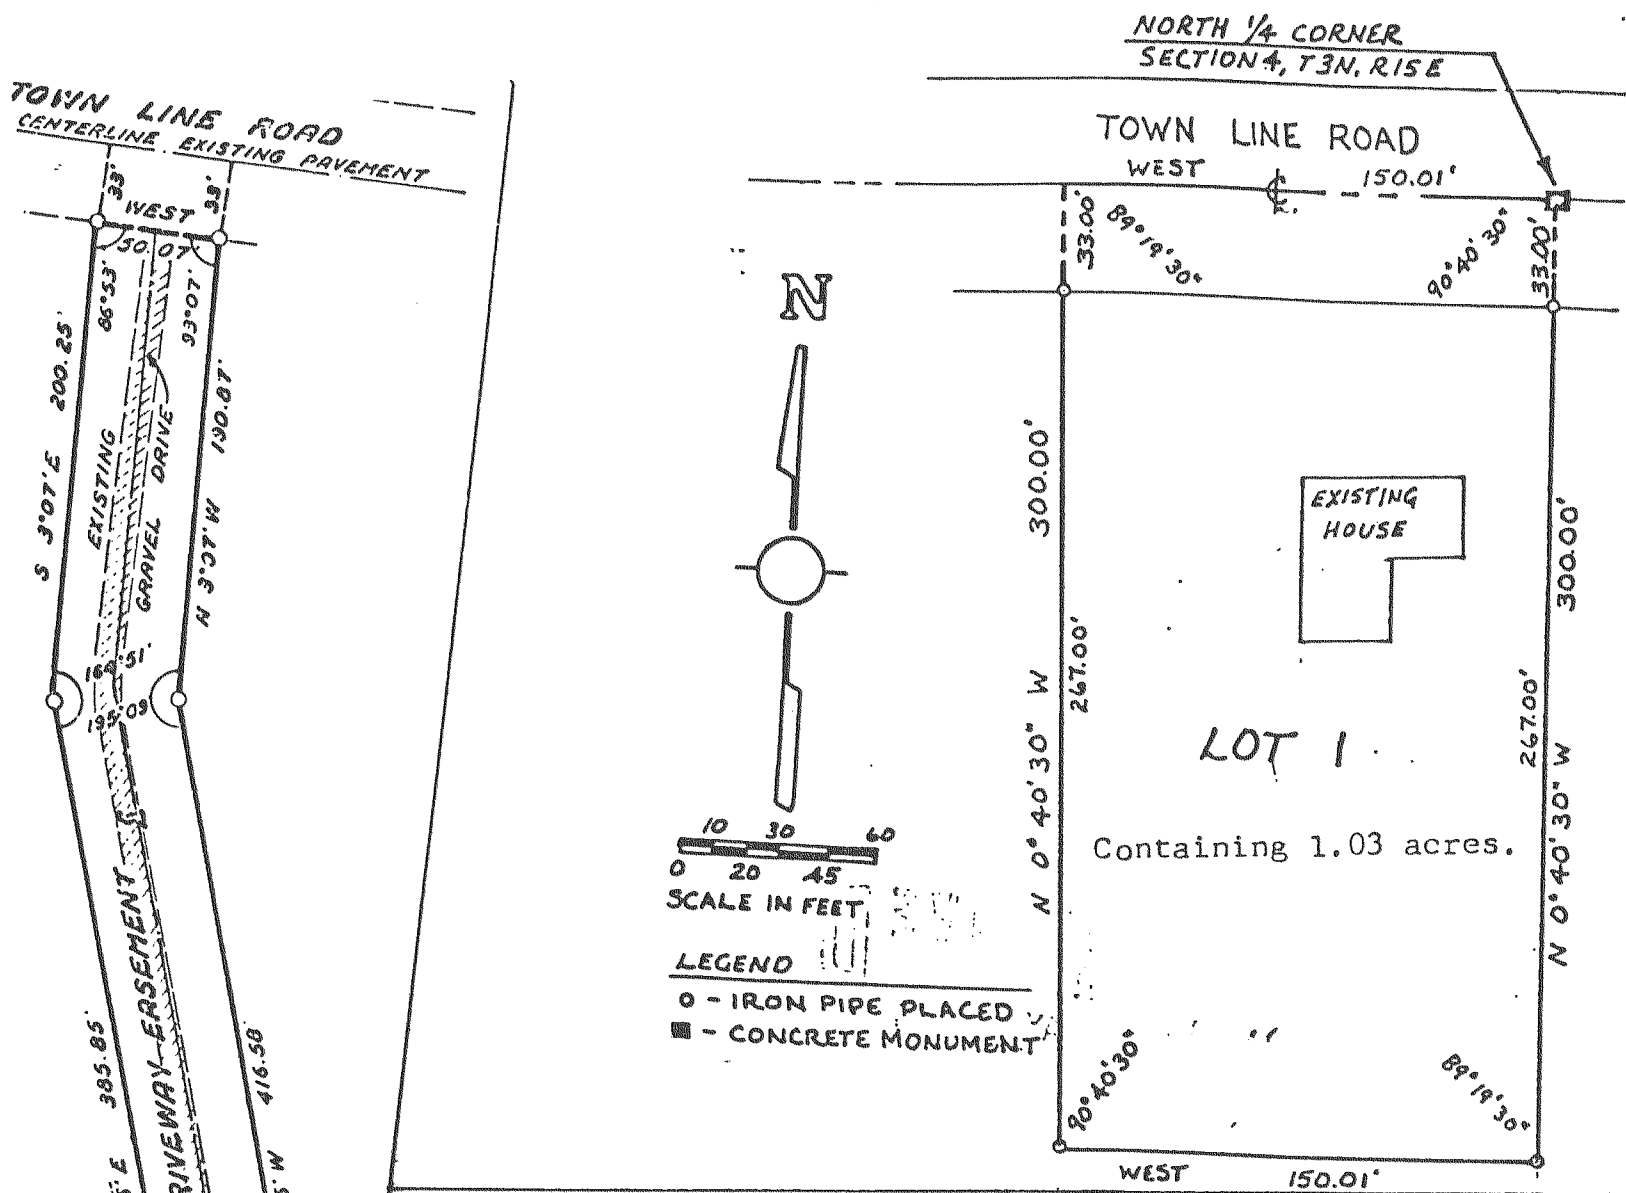 NORTH 1/4 CORNER
SECTION 4, T3N, R15E
TOWN LINE ROAD
CENTERLINE EXISTING PAVEMENT
33'
33'
WEST
50.07'
86°53'
93°07'
S 3°07'E 200.25'
190.87'
N 3°07'W
EXISTING
GRAVEL DRIVE
195°09'
385.85'
416.58'
DRIVEWAY EASEMENT
E
W
TOWN LINE ROAD
WEST 150.01'
33.00'
89°19'30"
90°40'30"
33.00'
N
300.00'
267.00'
N 0°40'30" W
EXISTING
HOUSE
300.00'
267.00'
N 0°40'30" W
LOT 1
Containing 1.03 acres.
10 30 60
0 20 45
SCALE IN FEET
LEGEND
O - IRON PIPE PLACED
■ - CONCRETE MONUMENT
90°40'30"
89°19'30"
WEST 150.01'